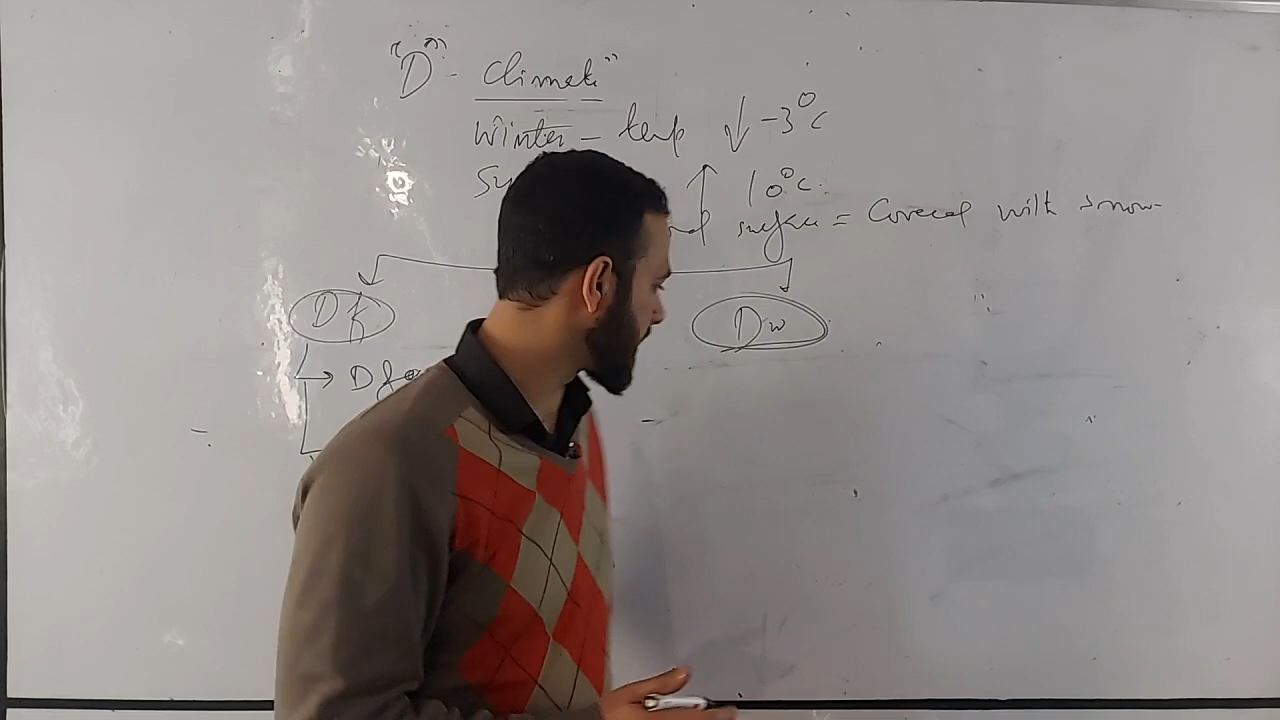 "D" - Climate"
Winter - temp ↓ -3°C
↑ 10°C.
surface = Covered with snow
Df Dw
→ Df